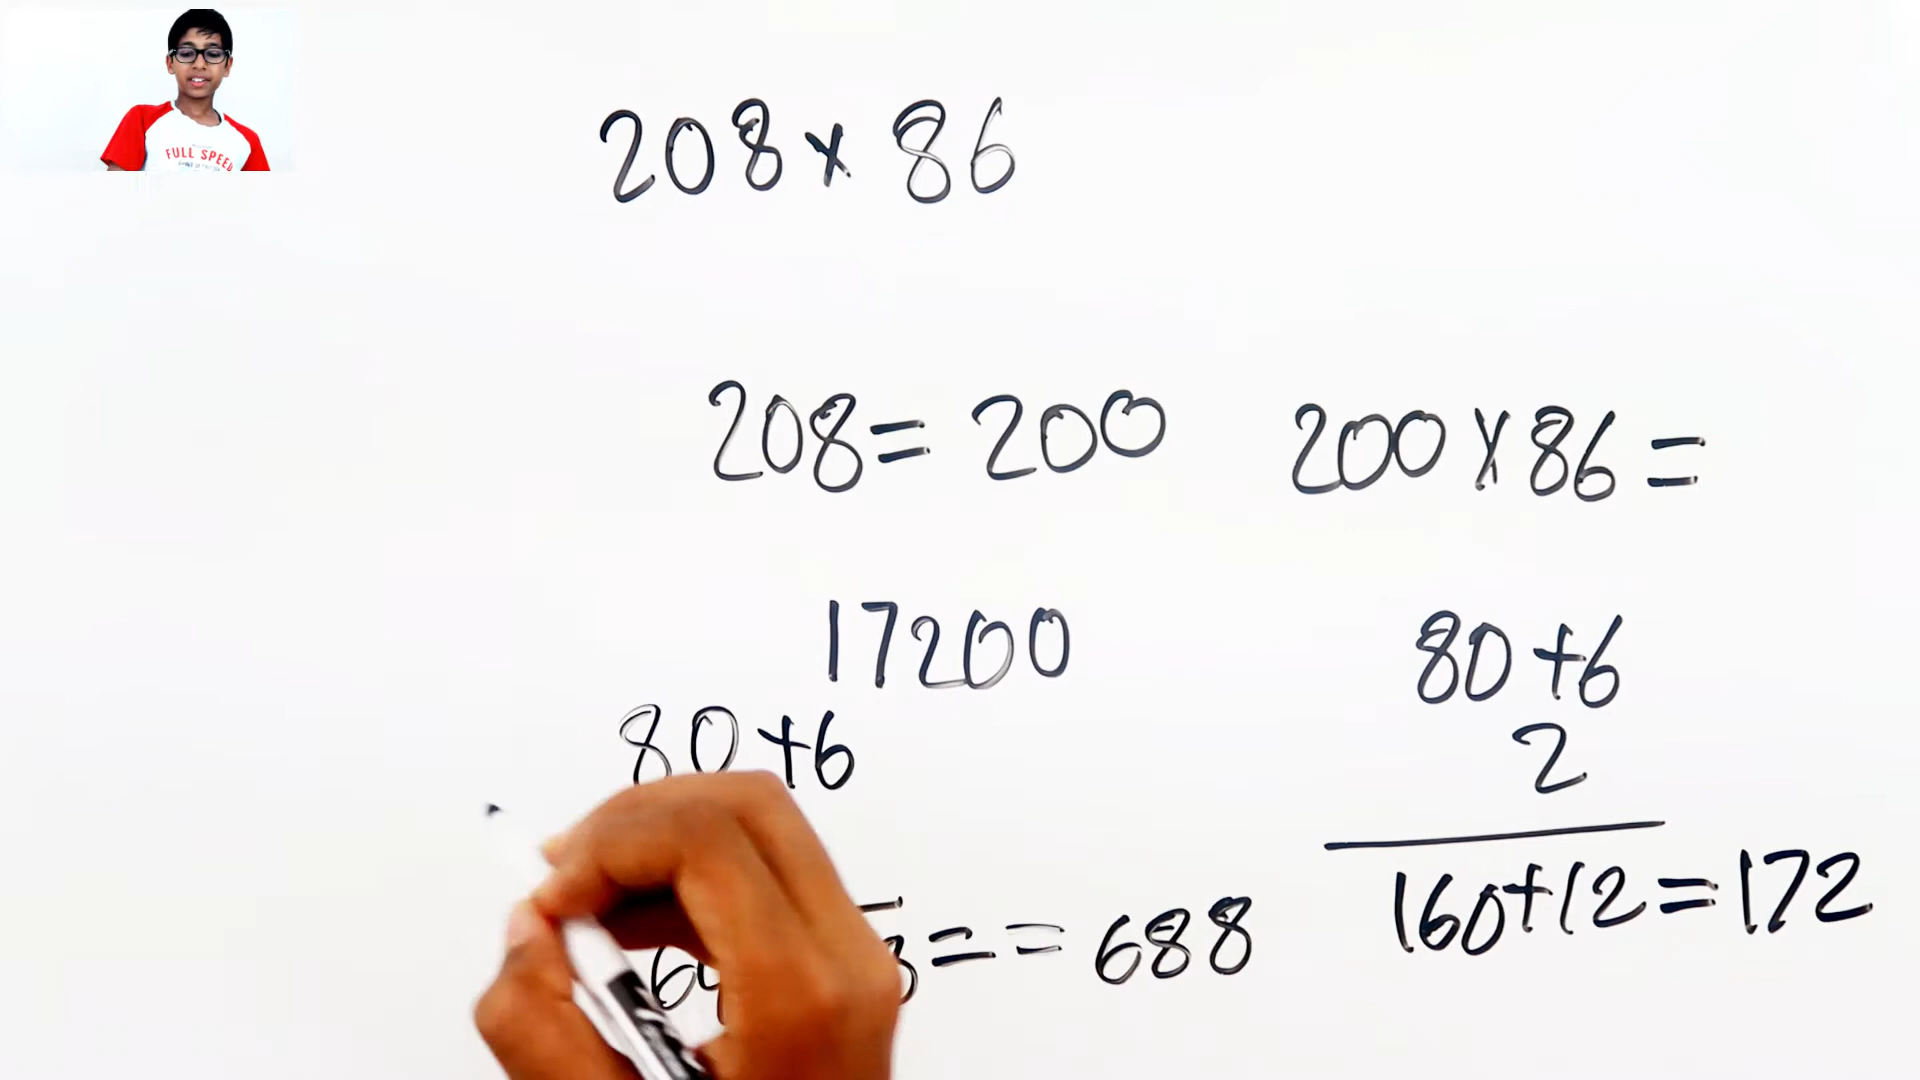 FULL SPEED
208 x 86
208 = 200
200 x 86 =
17200
80 + 6
80 + 6
2
160 + 12 = 172
= = 688